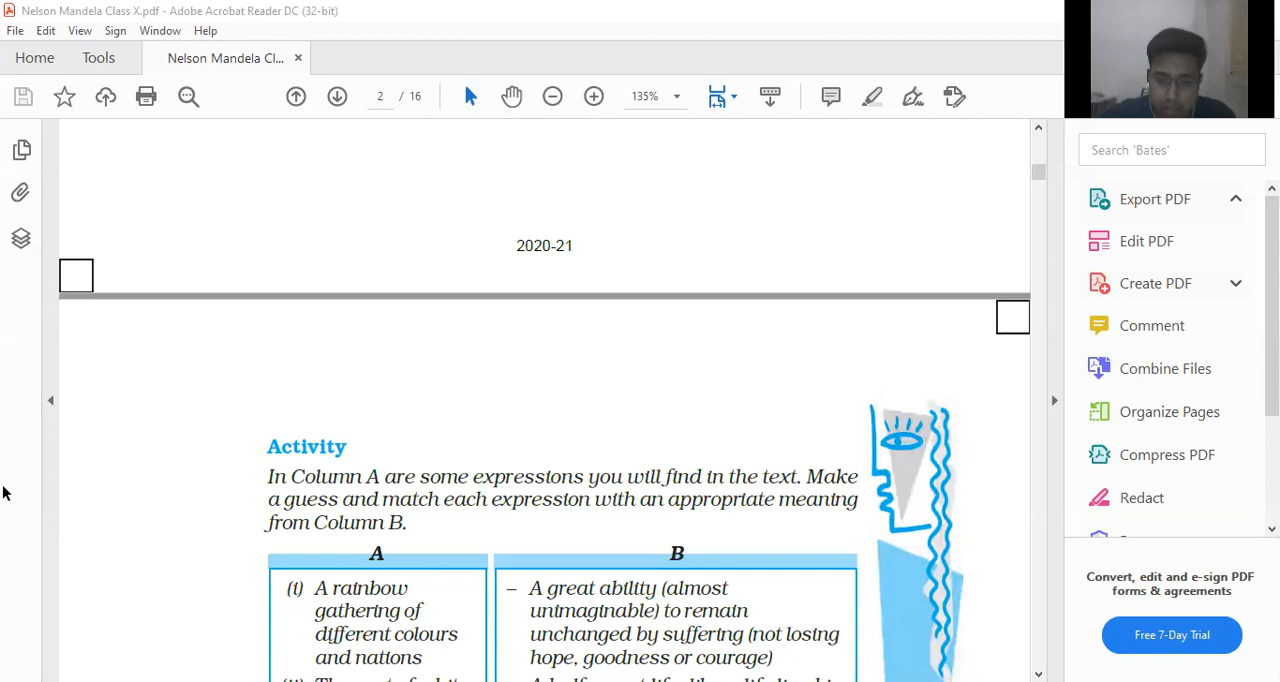 Nelson Mandela Class X.pdf - Adobe Acrobat Reader DC (32-bit)
File Edit View Sign Window Help
Home Tools Nelson Mandela Cl... ×
2 / 16 135%
Search 'Bates'
Export PDF
Edit PDF
Create PDF
Comment
Combine Files
Organize Pages
Compress PDF
Redact
Convert, edit and e-sign PDF
forms & agreements
Free 7-Day Trial
2020-21
Activity
In Column A are some expressions you will find in the text. Make
a guess and match each expression with an appropriate meaning
from Column B.
A B
(i) A rainbow
gathering of
different colours
and nations
– A great ability (almost
unimaginable) to remain
unchanged by suffering (not losing
hope, goodness or courage)